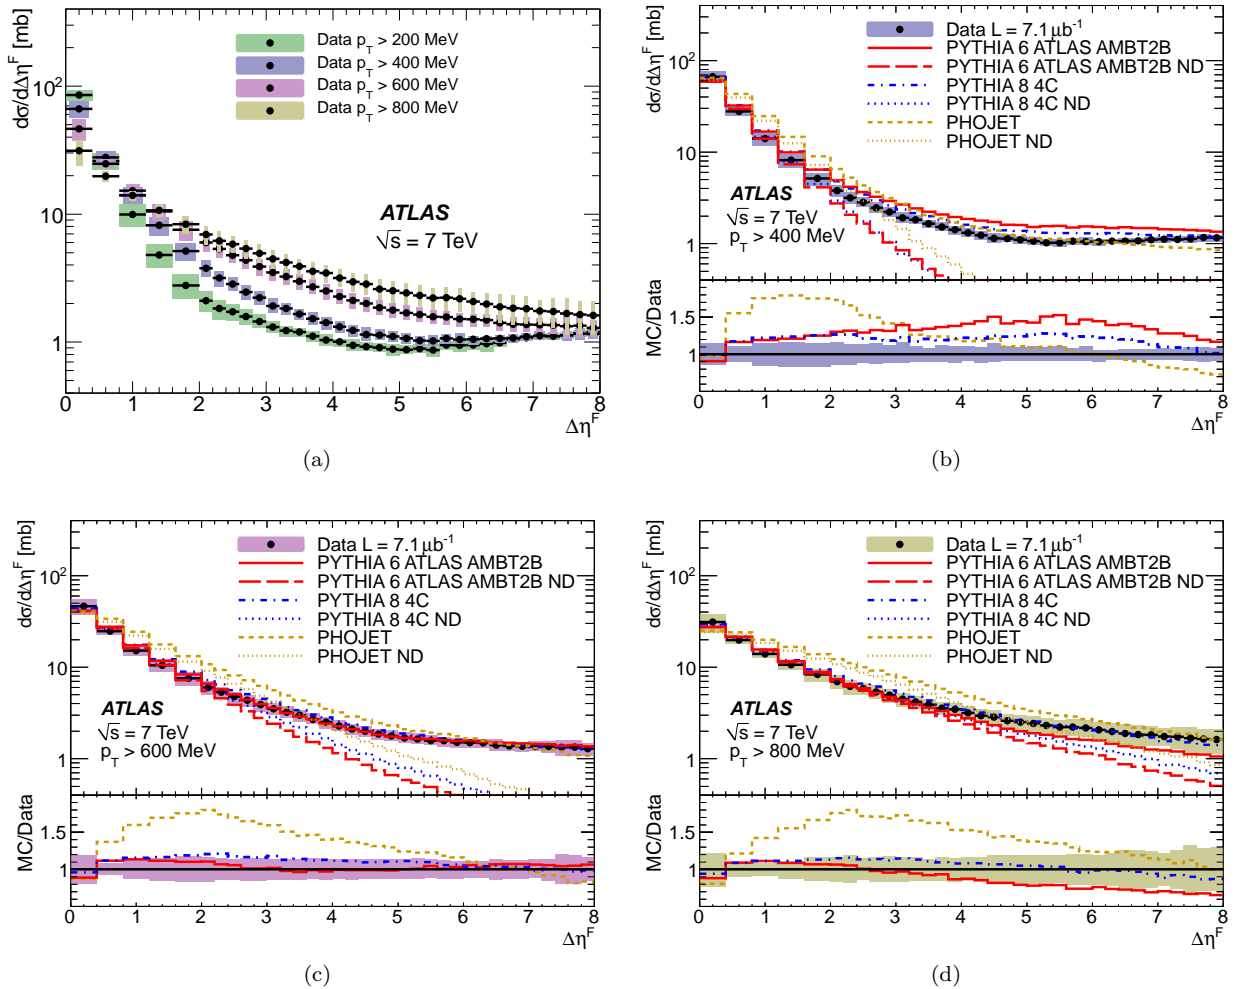 dσ/dΔη^F [mb]
Data p_T > 200 MeV
Data p_T > 400 MeV
Data p_T > 600 MeV
Data p_T > 800 MeV
ATLAS
√s = 7 TeV
10²
10
1
0 1 2 3 4 5 6 7 8
Δη^F
(a)
dσ/dΔη^F [mb]
Data L = 7.1 μb⁻¹
PYTHIA 6 ATLAS AMBT2B
PYTHIA 6 ATLAS AMBT2B ND
PYTHIA 8 4C
PYTHIA 8 4C ND
PHOJET
PHOJET ND
ATLAS
√s = 7 TeV
p_T > 400 MeV
10²
10
1
MC/Data
1.5
1
0 1 2 3 4 5 6 7 8
Δη^F
(b)
dσ/dΔη^F [mb]
Data L = 7.1 μb⁻¹
PYTHIA 6 ATLAS AMBT2B
PYTHIA 6 ATLAS AMBT2B ND
PYTHIA 8 4C
PYTHIA 8 4C ND
PHOJET
PHOJET ND
ATLAS
√s = 7 TeV
p_T > 600 MeV
10²
10
1
MC/Data
1.5
1
0 1 2 3 4 5 6 7 8
Δη^F
(c)
dσ/dΔη^F [mb]
Data L = 7.1 μb⁻¹
PYTHIA 6 ATLAS AMBT2B
PYTHIA 6 ATLAS AMBT2B ND
PYTHIA 8 4C
PYTHIA 8 4C ND
PHOJET
PHOJET ND
ATLAS
√s = 7 TeV
p_T > 800 MeV
10²
10
1
MC/Data
1.5
1
0 1 2 3 4 5 6 7 8
Δη^F
(d)